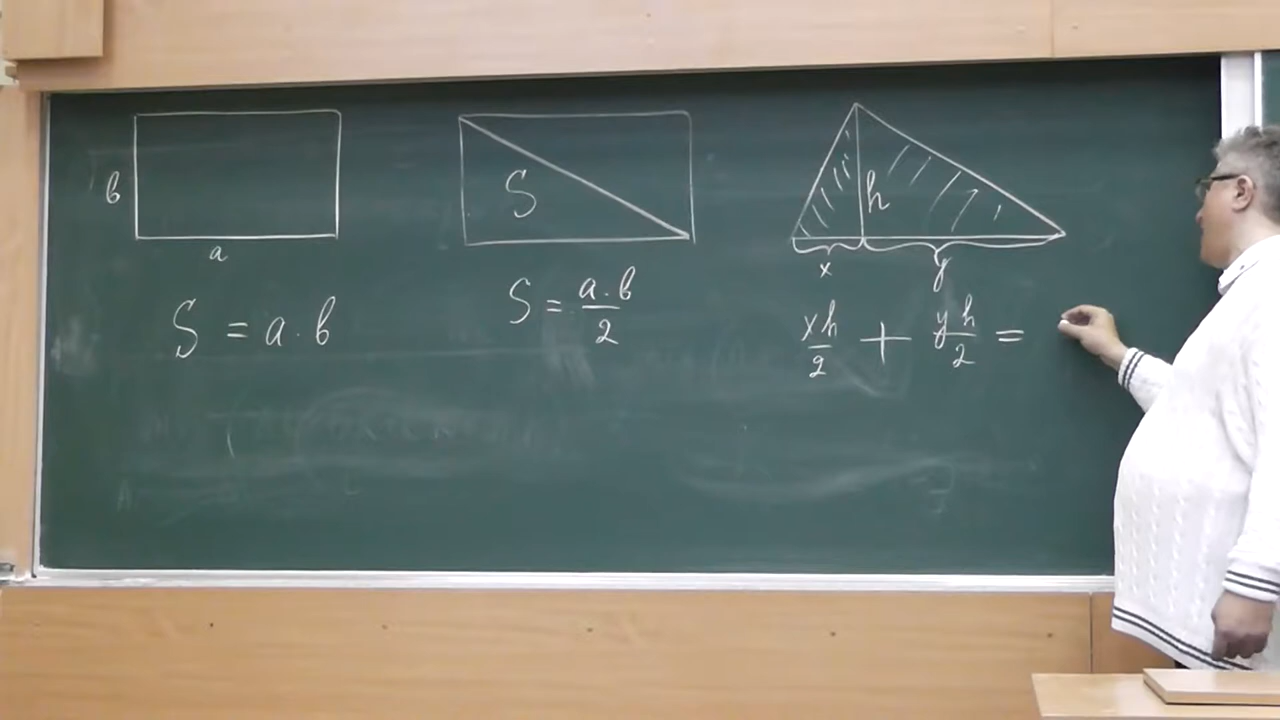 в
a
S = a · в
S
S = a · в / 2
h
x
y
xh/2 + yh/2 =